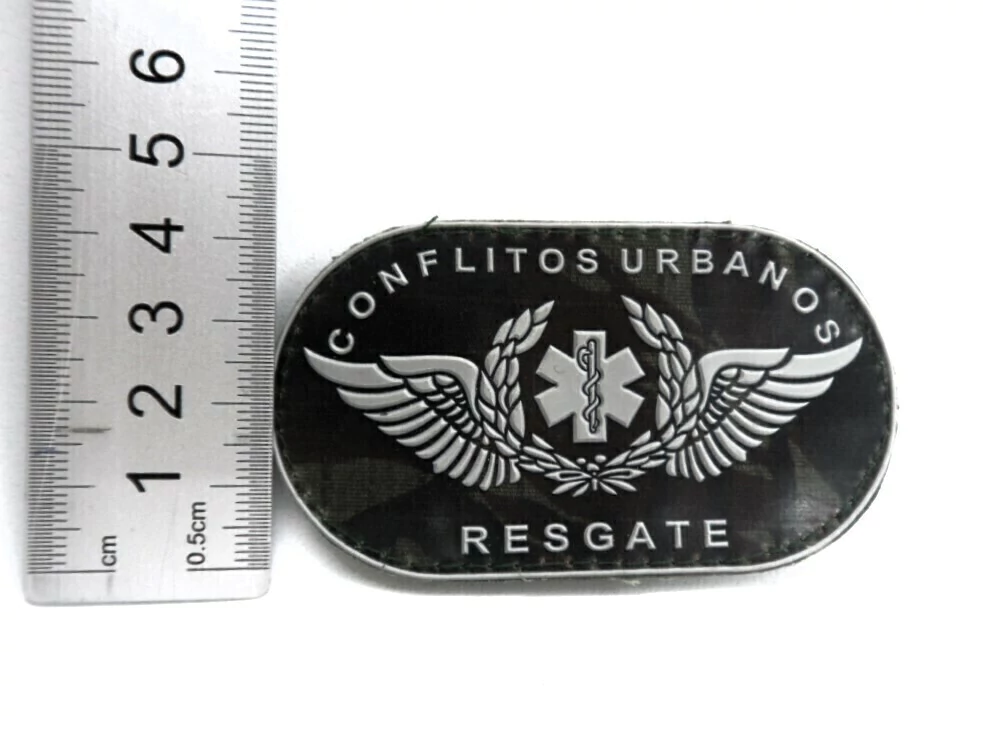 6
5
4
3
2
1
cm
0.5cm
CONFLITOS URBANOS
RESGATE